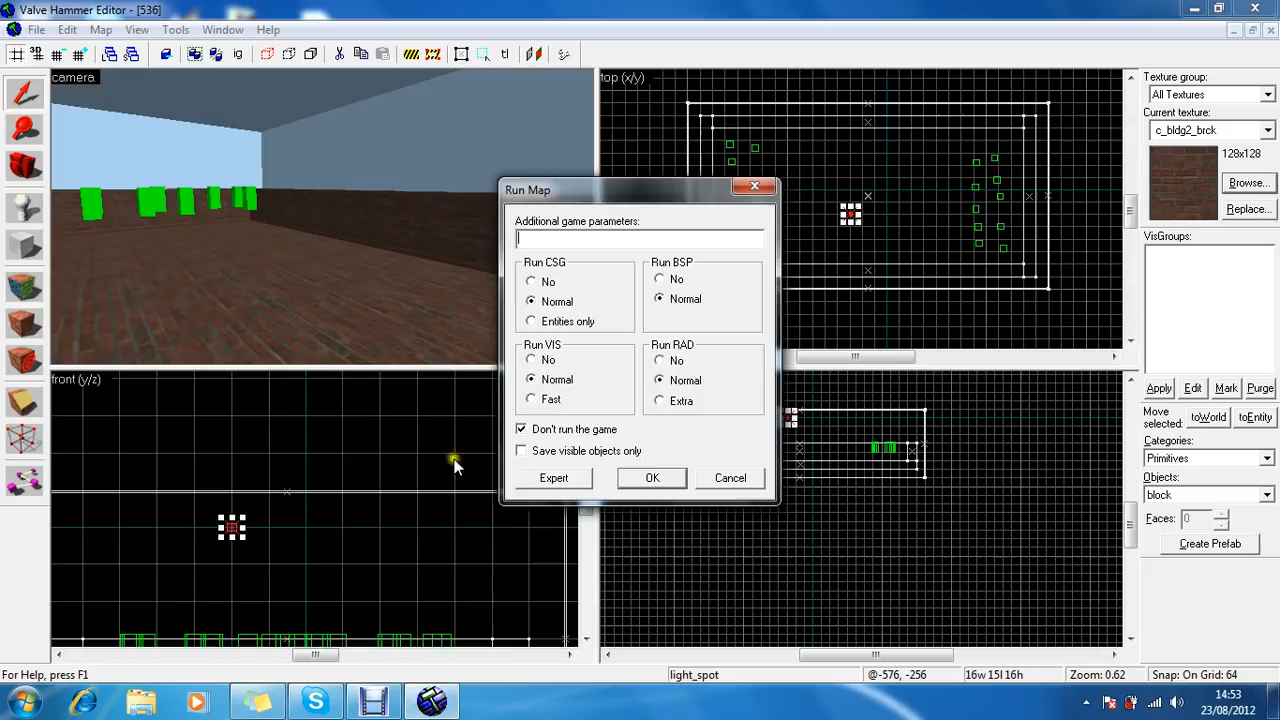 Valve Hammer Editor - [536]
File Edit Map View Tools Window Help
ig tl
camera
top (x/y)
front (y/z)
Run Map
Additional game parameters:
Run CSG
No
Normal
Entities only
Run BSP
No
Normal
Run VIS
No
Normal
Fast
Run RAD
No
Normal
Extra
Don't run the game
Save visible objects only
Expert OK Cancel
Texture group:
All Textures
Current texture:
c_bldg2_brck
128x128
Browse...
Replace...
VisGroups:
Apply Edit Mark Purge
Move selected: toWorld toEntity
Categories:
Primitives
Objects:
block
Faces: 0
Create Prefab
For Help, press F1
light_spot
@-576, -256
16w 15l 16h
Zoom: 0.62
Snap: On Grid: 64
14:53
23/08/2012